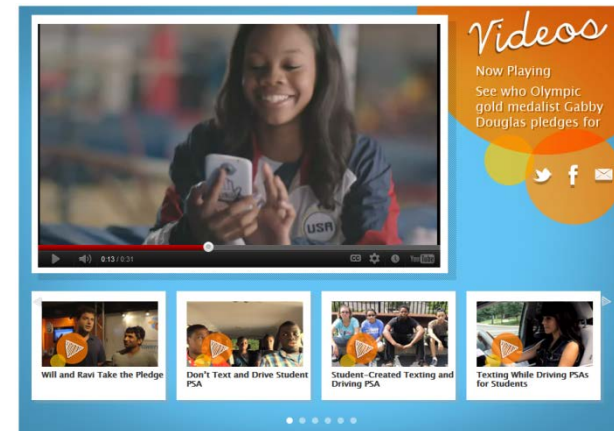 Videos
Now Playing
See who Olympic
gold medalist Gabby
Douglas pledges for
USA
0:13 / 0:31
CC
YouTube
Will and Ravi Take the Pledge
Don't Text and Drive Student
PSA
Student-Created Texting and
Driving PSA
Texting While Driving PSAs
for Students